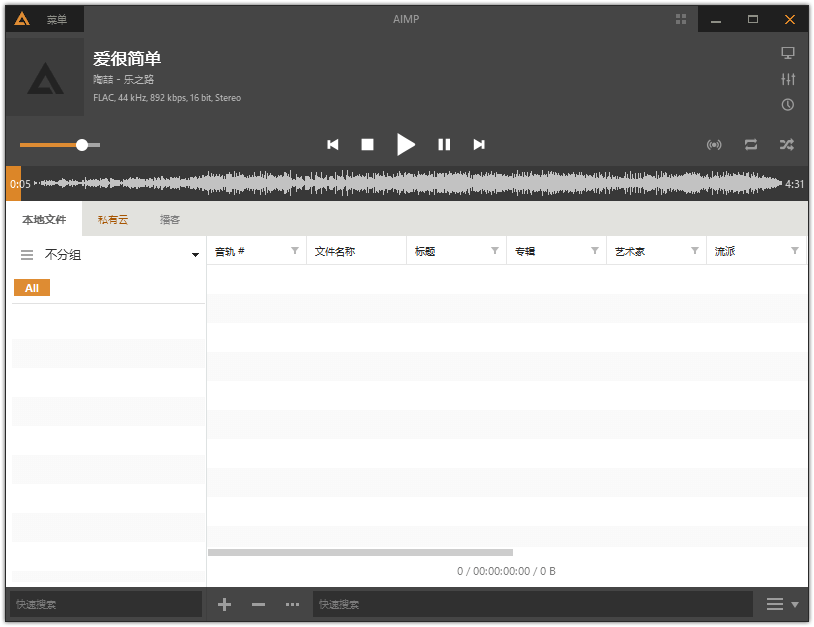 菜单
AIMP
爱很简单
陶喆 - 乐之路
FLAC, 44 kHz, 892 kbps, 16 bit, Stereo
0:05
4:31
本地文件 私有云 播客
不分组
音轨 # 文件名称 标题 专辑 艺术家 流派
All
0 / 00:00:00:00 / 0 B
快速搜索
快速搜索